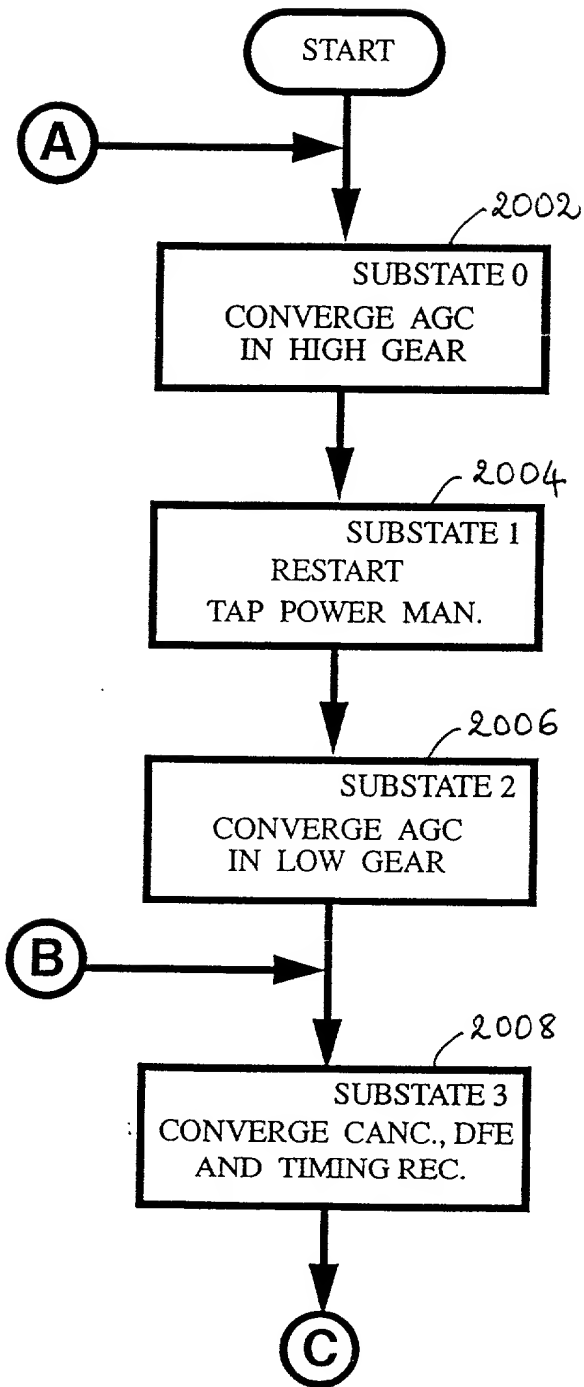 START
A
2002
SUBSTATE 0
CONVERGE AGC
IN HIGH GEAR
2004
SUBSTATE 1
RESTART
TAP POWER MAN.
2006
SUBSTATE 2
CONVERGE AGC
IN LOW GEAR
B
2008
SUBSTATE 3
CONVERGE CANC., DFE
AND TIMING REC.
C